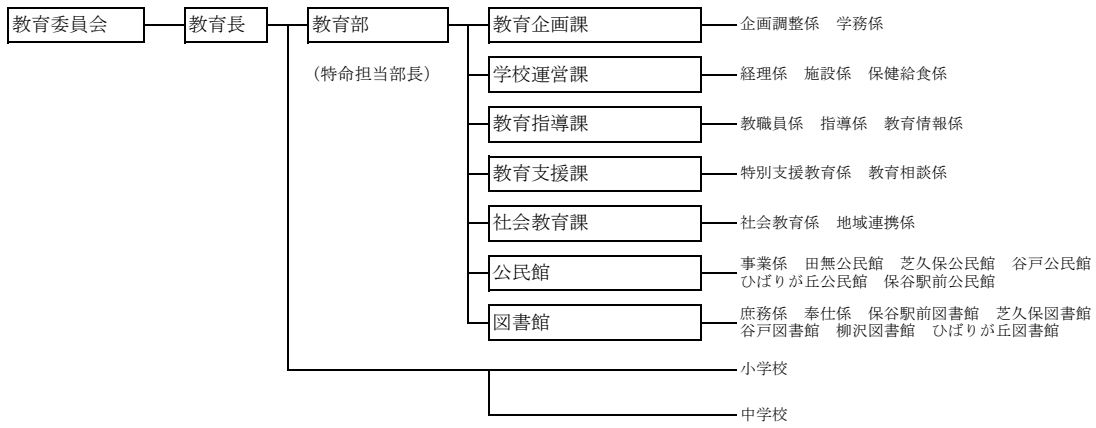 教育委員会 教育長 教育部 教育企画課 企画調整係 学務係
(特命担当部長) 学校運営課 経理係 施設係 保健給食係
教育指導課 教職員係 指導係 教育情報係
教育支援課 特別支援教育係 教育相談係
社会教育課 社会教育係 地域連携係
公民館 事業係 田無公民館 芝久保公民館 谷戸公民館
ひばりが丘公民館 保谷駅前公民館
図書館 庶務係 奉仕係 保谷駅前図書館 芝久保図書館
谷戸図書館 柳沢図書館 ひばりが丘図書館
小学校
中学校